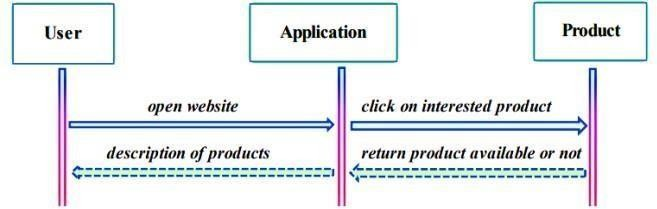 User
Application
Product
open website
click on interested product
description of products
return product available or not